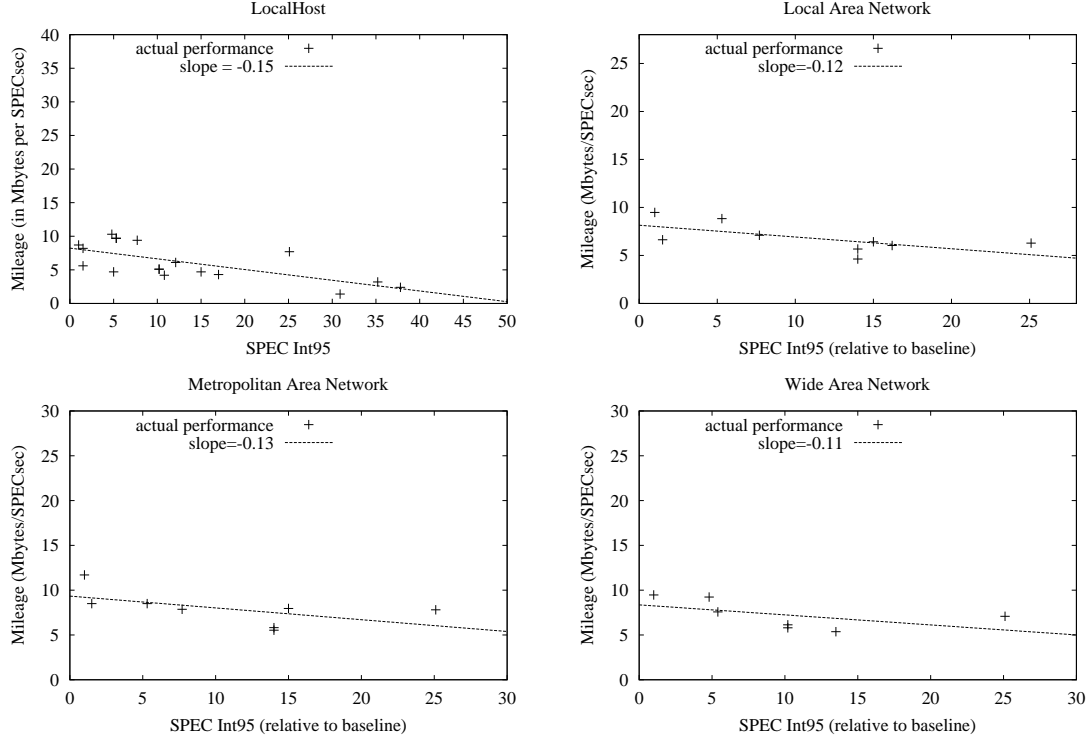 LocalHost
40
35
30
25
20
15
10
5
0
Mileage (in Mbytes per SPECsec)
actual performance
slope = -0.15
0 5 10 15 20 25 30 35 40 45 50
SPEC Int95
Local Area Network
25
20
15
10
5
0
Mileage (Mbytes/SPECsec)
actual performance
slope=-0.12
0 5 10 15 20 25
SPEC Int95 (relative to baseline)
Metropolitan Area Network
30
25
20
15
10
5
0
Mileage (Mbytes/SPECsec)
actual performance
slope=-0.13
0 5 10 15 20 25 30
SPEC Int95 (relative to baseline)
Wide Area Network
30
25
20
15
10
5
0
Mileage (Mbytes/SPECsec)
actual performance
slope=-0.11
0 5 10 15 20 25 30
SPEC Int95 (relative to baseline)